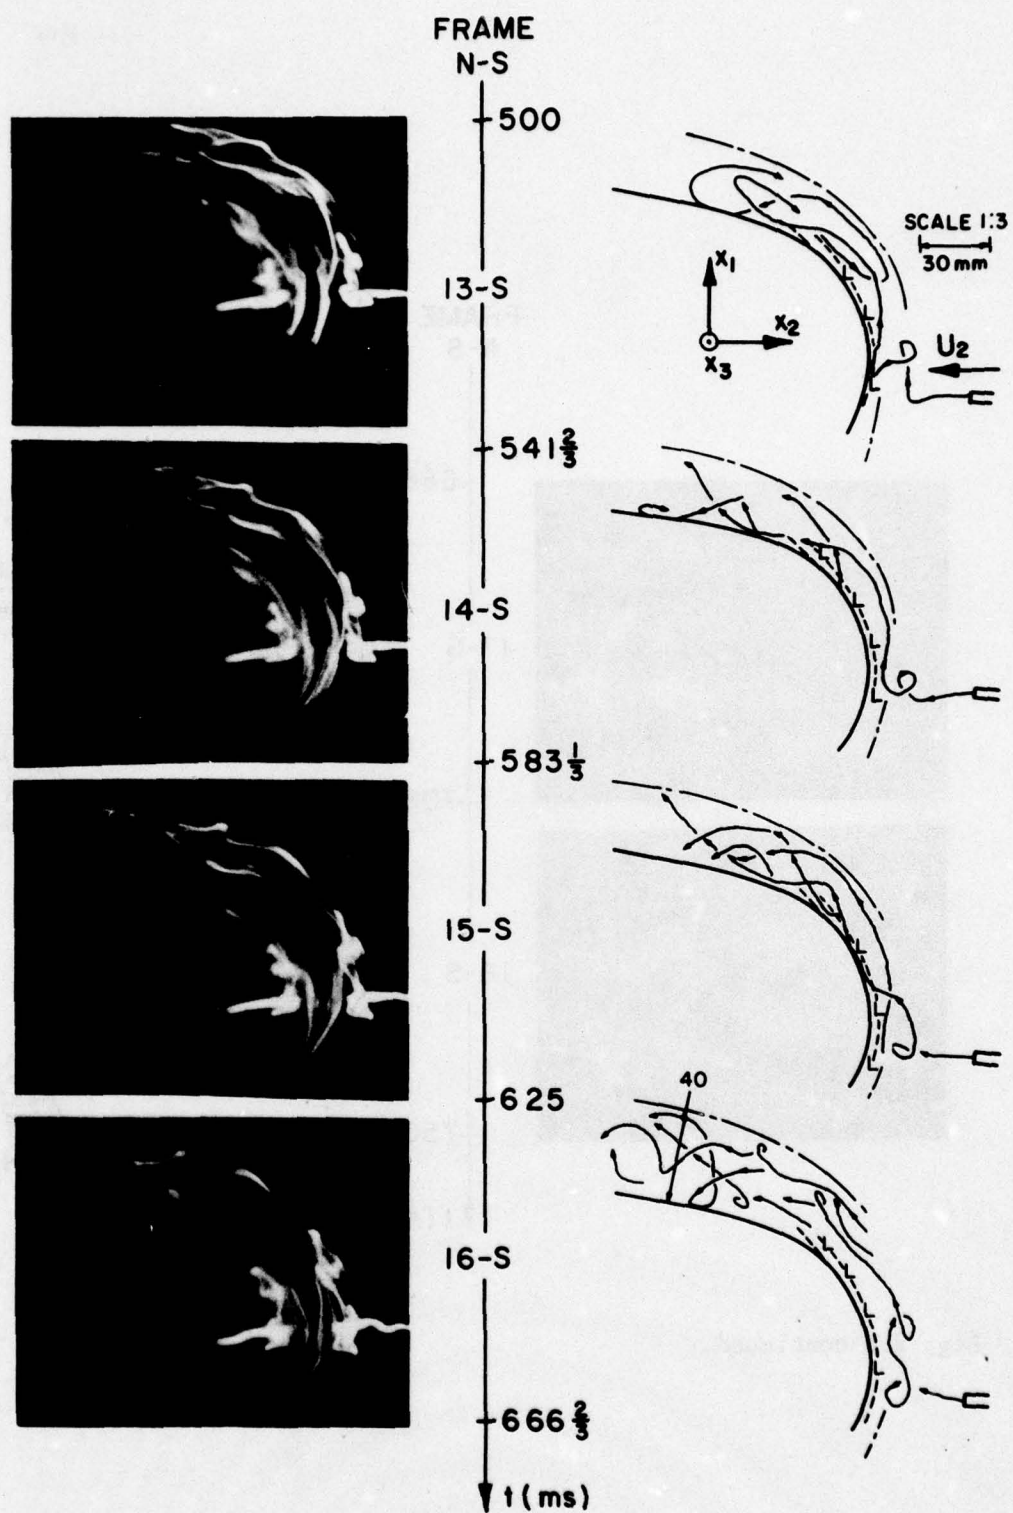 FRAME
N-S
500
SCALE 1:3
30 mm
13-S
x₁
x₂
x₃
U₂
541 2/3
14-S
583 1/3
15-S
625
40
16-S
666 2/3
t (ms)